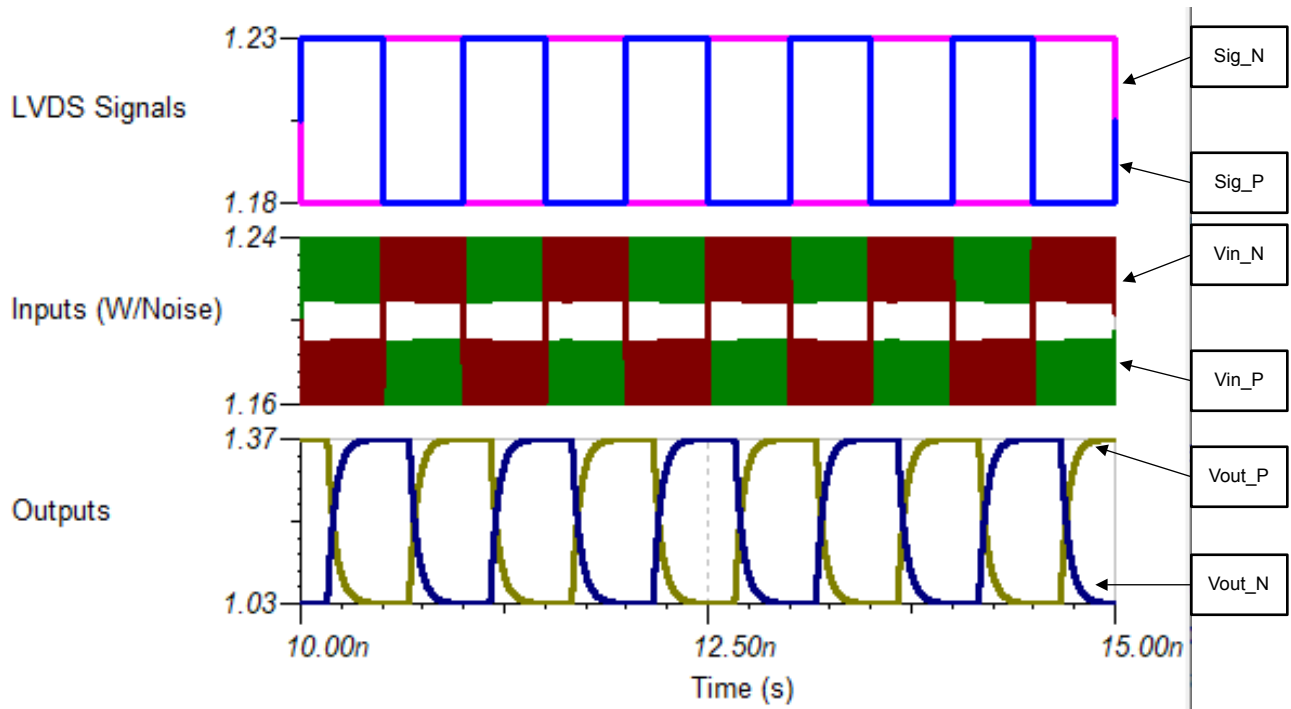 1.23
Sig_N
LVDS Signals
Sig_P
1.18
1.24
Vin_N
Inputs (W/Noise)
Vin_P
1.16
1.37
Vout_P
Outputs
Vout_N
1.03
10.00n
12.50n
15.00n
Time (s)